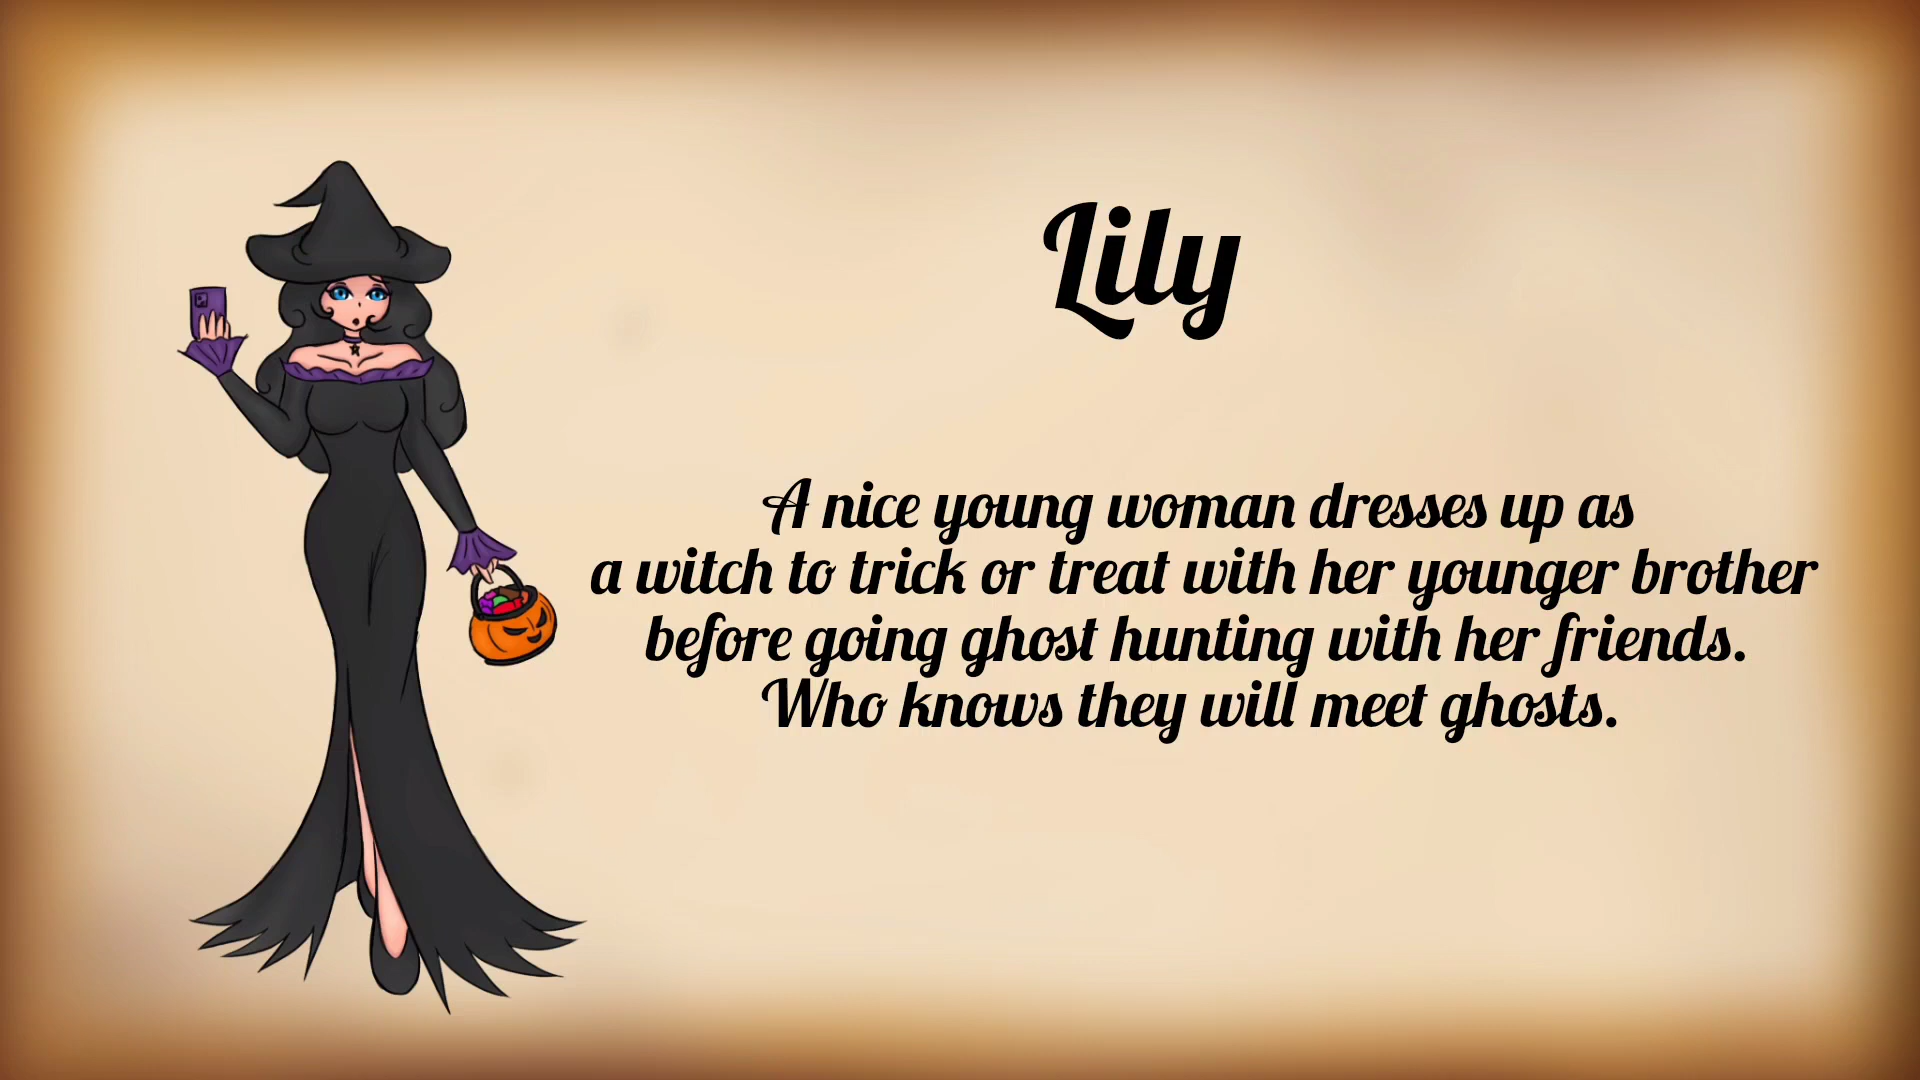 Lily
A nice young woman dresses up as
a witch to trick or treat with her younger brother
before going ghost hunting with her friends.
Who knows they will meet ghosts.